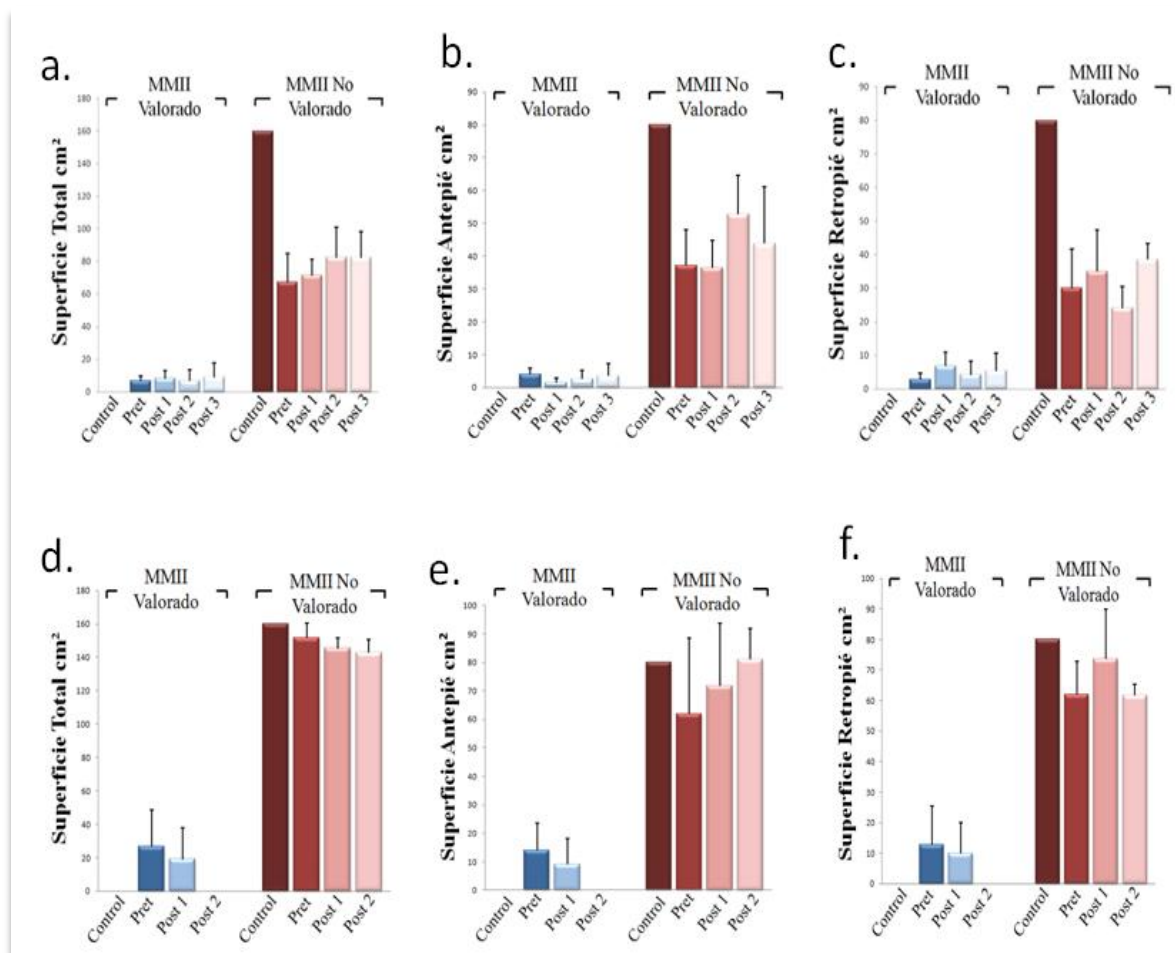 a.
MMII
Valorado
MMII No
Valorado
Superficie Total cm²
180
160
140
120
100
80
60
40
20
0
Control
Pret
Post 1
Post 2
Post 3
Control
Pret
Post 1
Post 2
Post 3
b.
MMII
Valorado
MMII No
Valorado
Superficie Antepié cm²
90
80
70
60
50
40
30
20
10
0
Control
Pret
Post 1
Post 2
Post 3
Control
Pret
Post 1
Post 2
Post 3
c.
MMII
Valorado
MMII No
Valorado
Superficie Retropié cm²
90
80
70
60
50
40
30
20
10
0
Control
Pret
Post 1
Post 2
Post 3
Control
Pret
Post 1
Post 2
Post 3
d.
MMII
Valorado
MMII No
Valorado
Superficie Total cm²
180
160
140
120
100
80
60
40
20
0
Control
Pret
Post 1
Post 2
Control
Pret
Post 1
Post 2
e.
MMII
Valorado
MMII No
Valorado
Superficie Antepié cm²
100
90
80
70
60
50
40
30
20
10
0
Control
Pret
Post 1
Post 2
Control
Pret
Post 1
Post 2
f.
MMII
Valorado
MMII No
Valorado
Superficie Retropié cm²
100
90
80
70
60
50
40
30
20
10
0
Control
Pret
Post 1
Post 2
Control
Pret
Post 1
Post 2